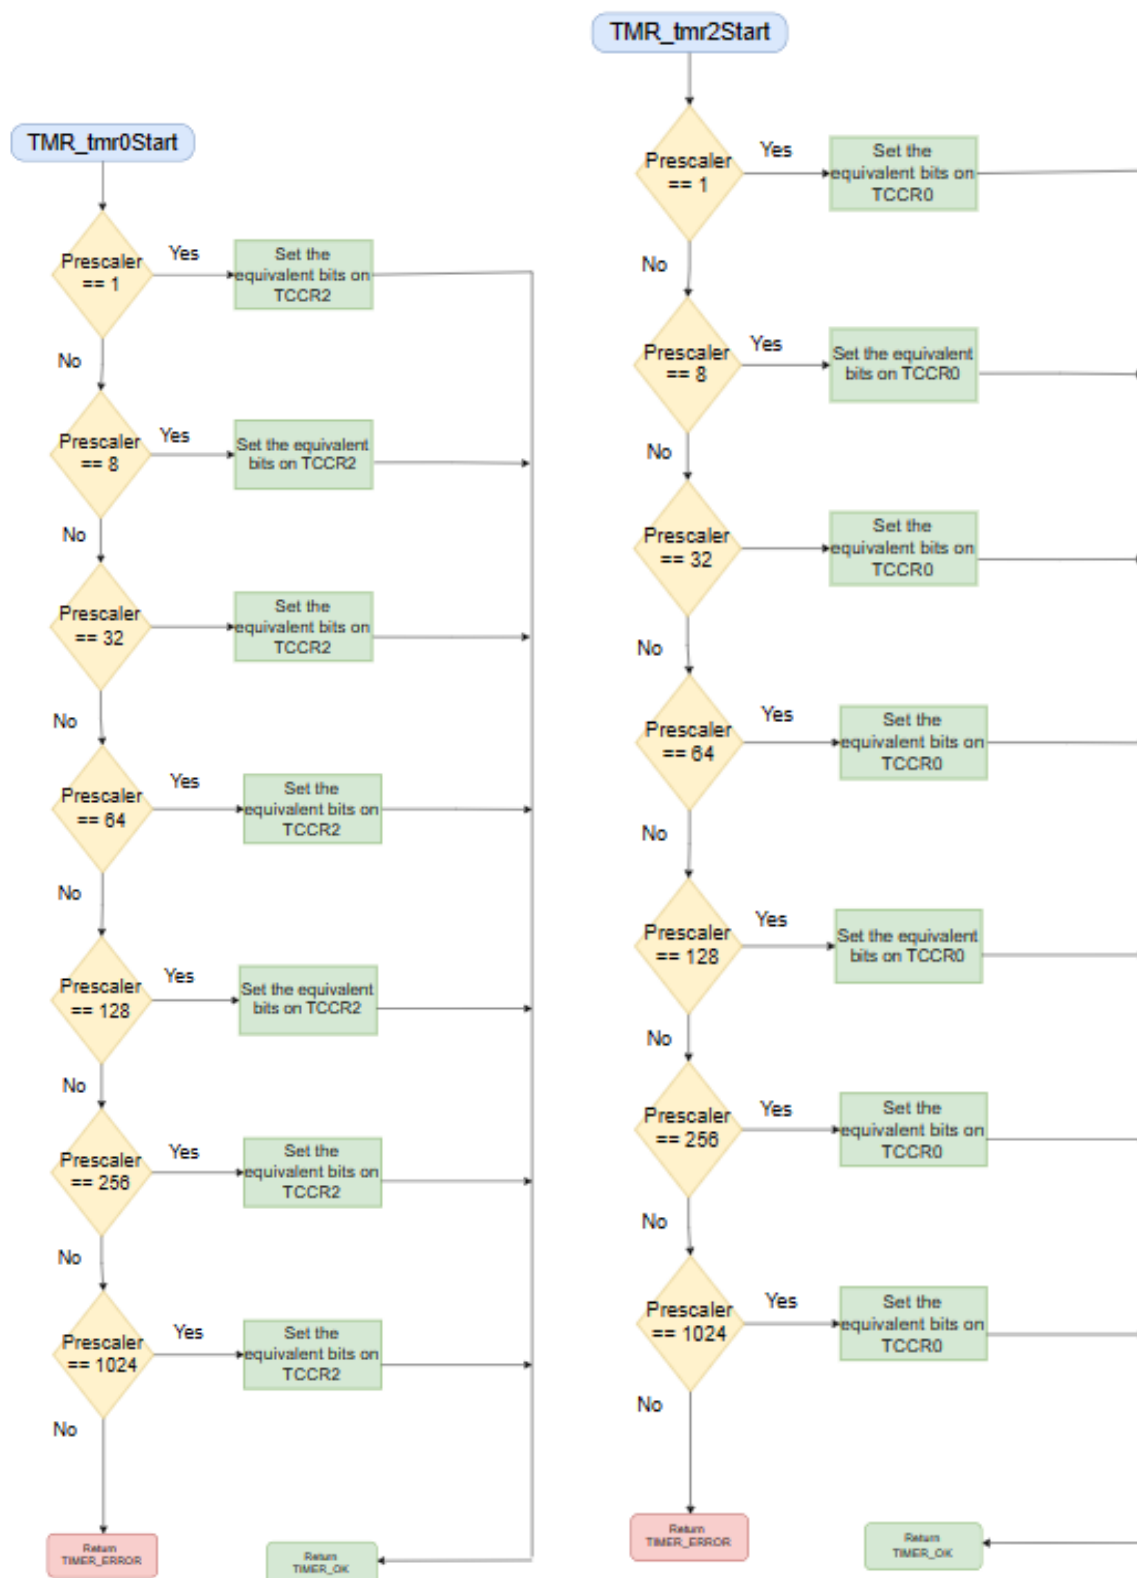 TMR_tmr0Start
Prescaler
== 1
Yes
Set the
equivalent bits on
TCCR2
No
Prescaler
== 8
Yes
Set the equivalent
bits on TCCR2
No
Prescaler
== 32
Set the
equivalent bits on
TCCR2
No
Prescaler
== 64
Yes
Set the
equivalent bits on
TCCR2
No
Prescaler
== 128
Yes
Set the equivalent
bits on TCCR2
No
Prescaler
== 256
Yes
Set the
equivalent bits on
TCCR2
No
Prescaler
== 1024
Yes
Set the
equivalent bits on
TCCR2
No
Return
TIMER_ERROR
Return
TIMER_OK
TMR_tmr2Start
Prescaler
== 1
Yes
Set the
equivalent bits on
TCCR0
No
Prescaler
== 8
Yes
Set the equivalent
bits on TCCR0
No
Prescaler
== 32
Set the
equivalent bits on
TCCR0
No
Prescaler
== 64
Yes
Set the
equivalent bits on
TCCR0
No
Prescaler
== 128
Yes
Set the equivalent
bits on TCCR0
No
Prescaler
== 256
Yes
Set the
equivalent bits on
TCCR0
No
Prescaler
== 1024
Yes
Set the
equivalent bits on
TCCR0
No
Return
TIMER_ERROR
Return
TIMER_OK